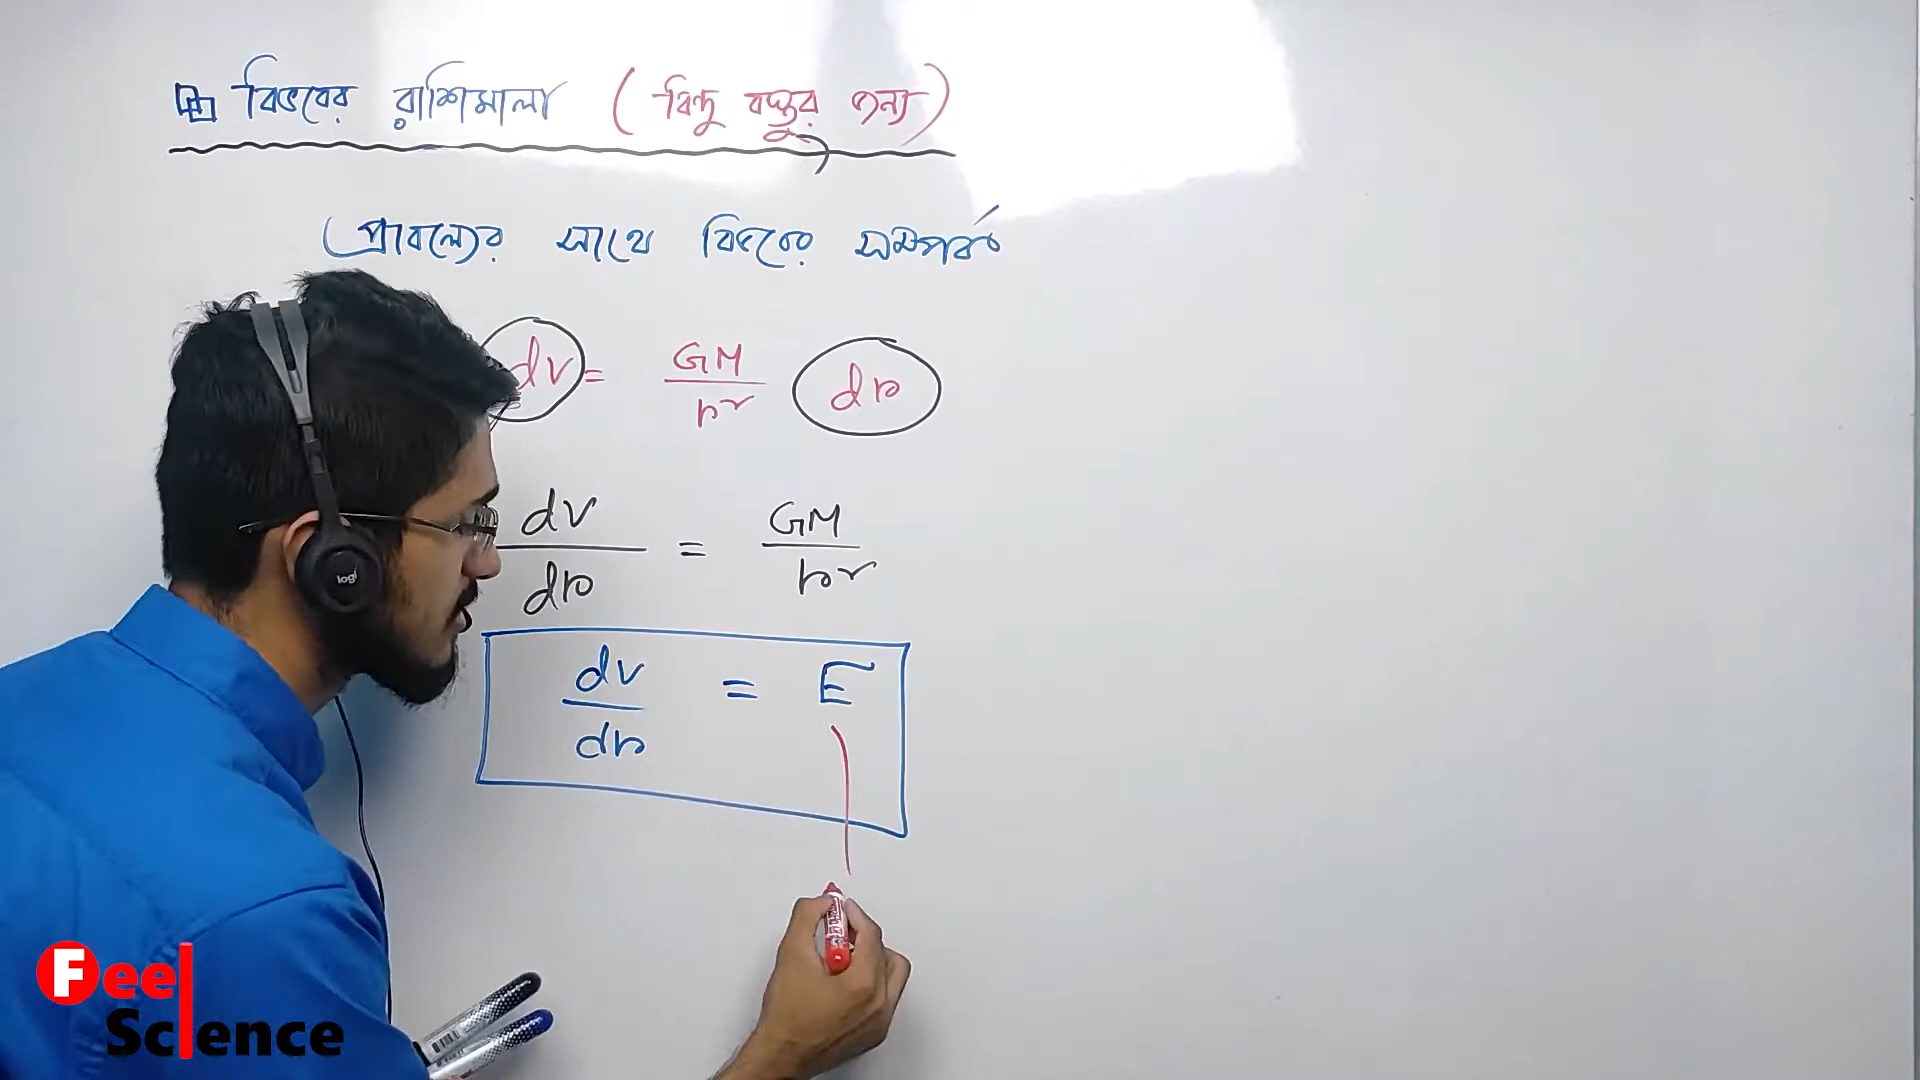 বিভবের রাশিমালা (বিন্দু বস্তুর জন্য)
প্রাবল্যের সাথে বিভবের সম্পর্ক
dv = GM/r² dr
dv/dr = GM/r²
dv/dr = E
logi
Feel
Science